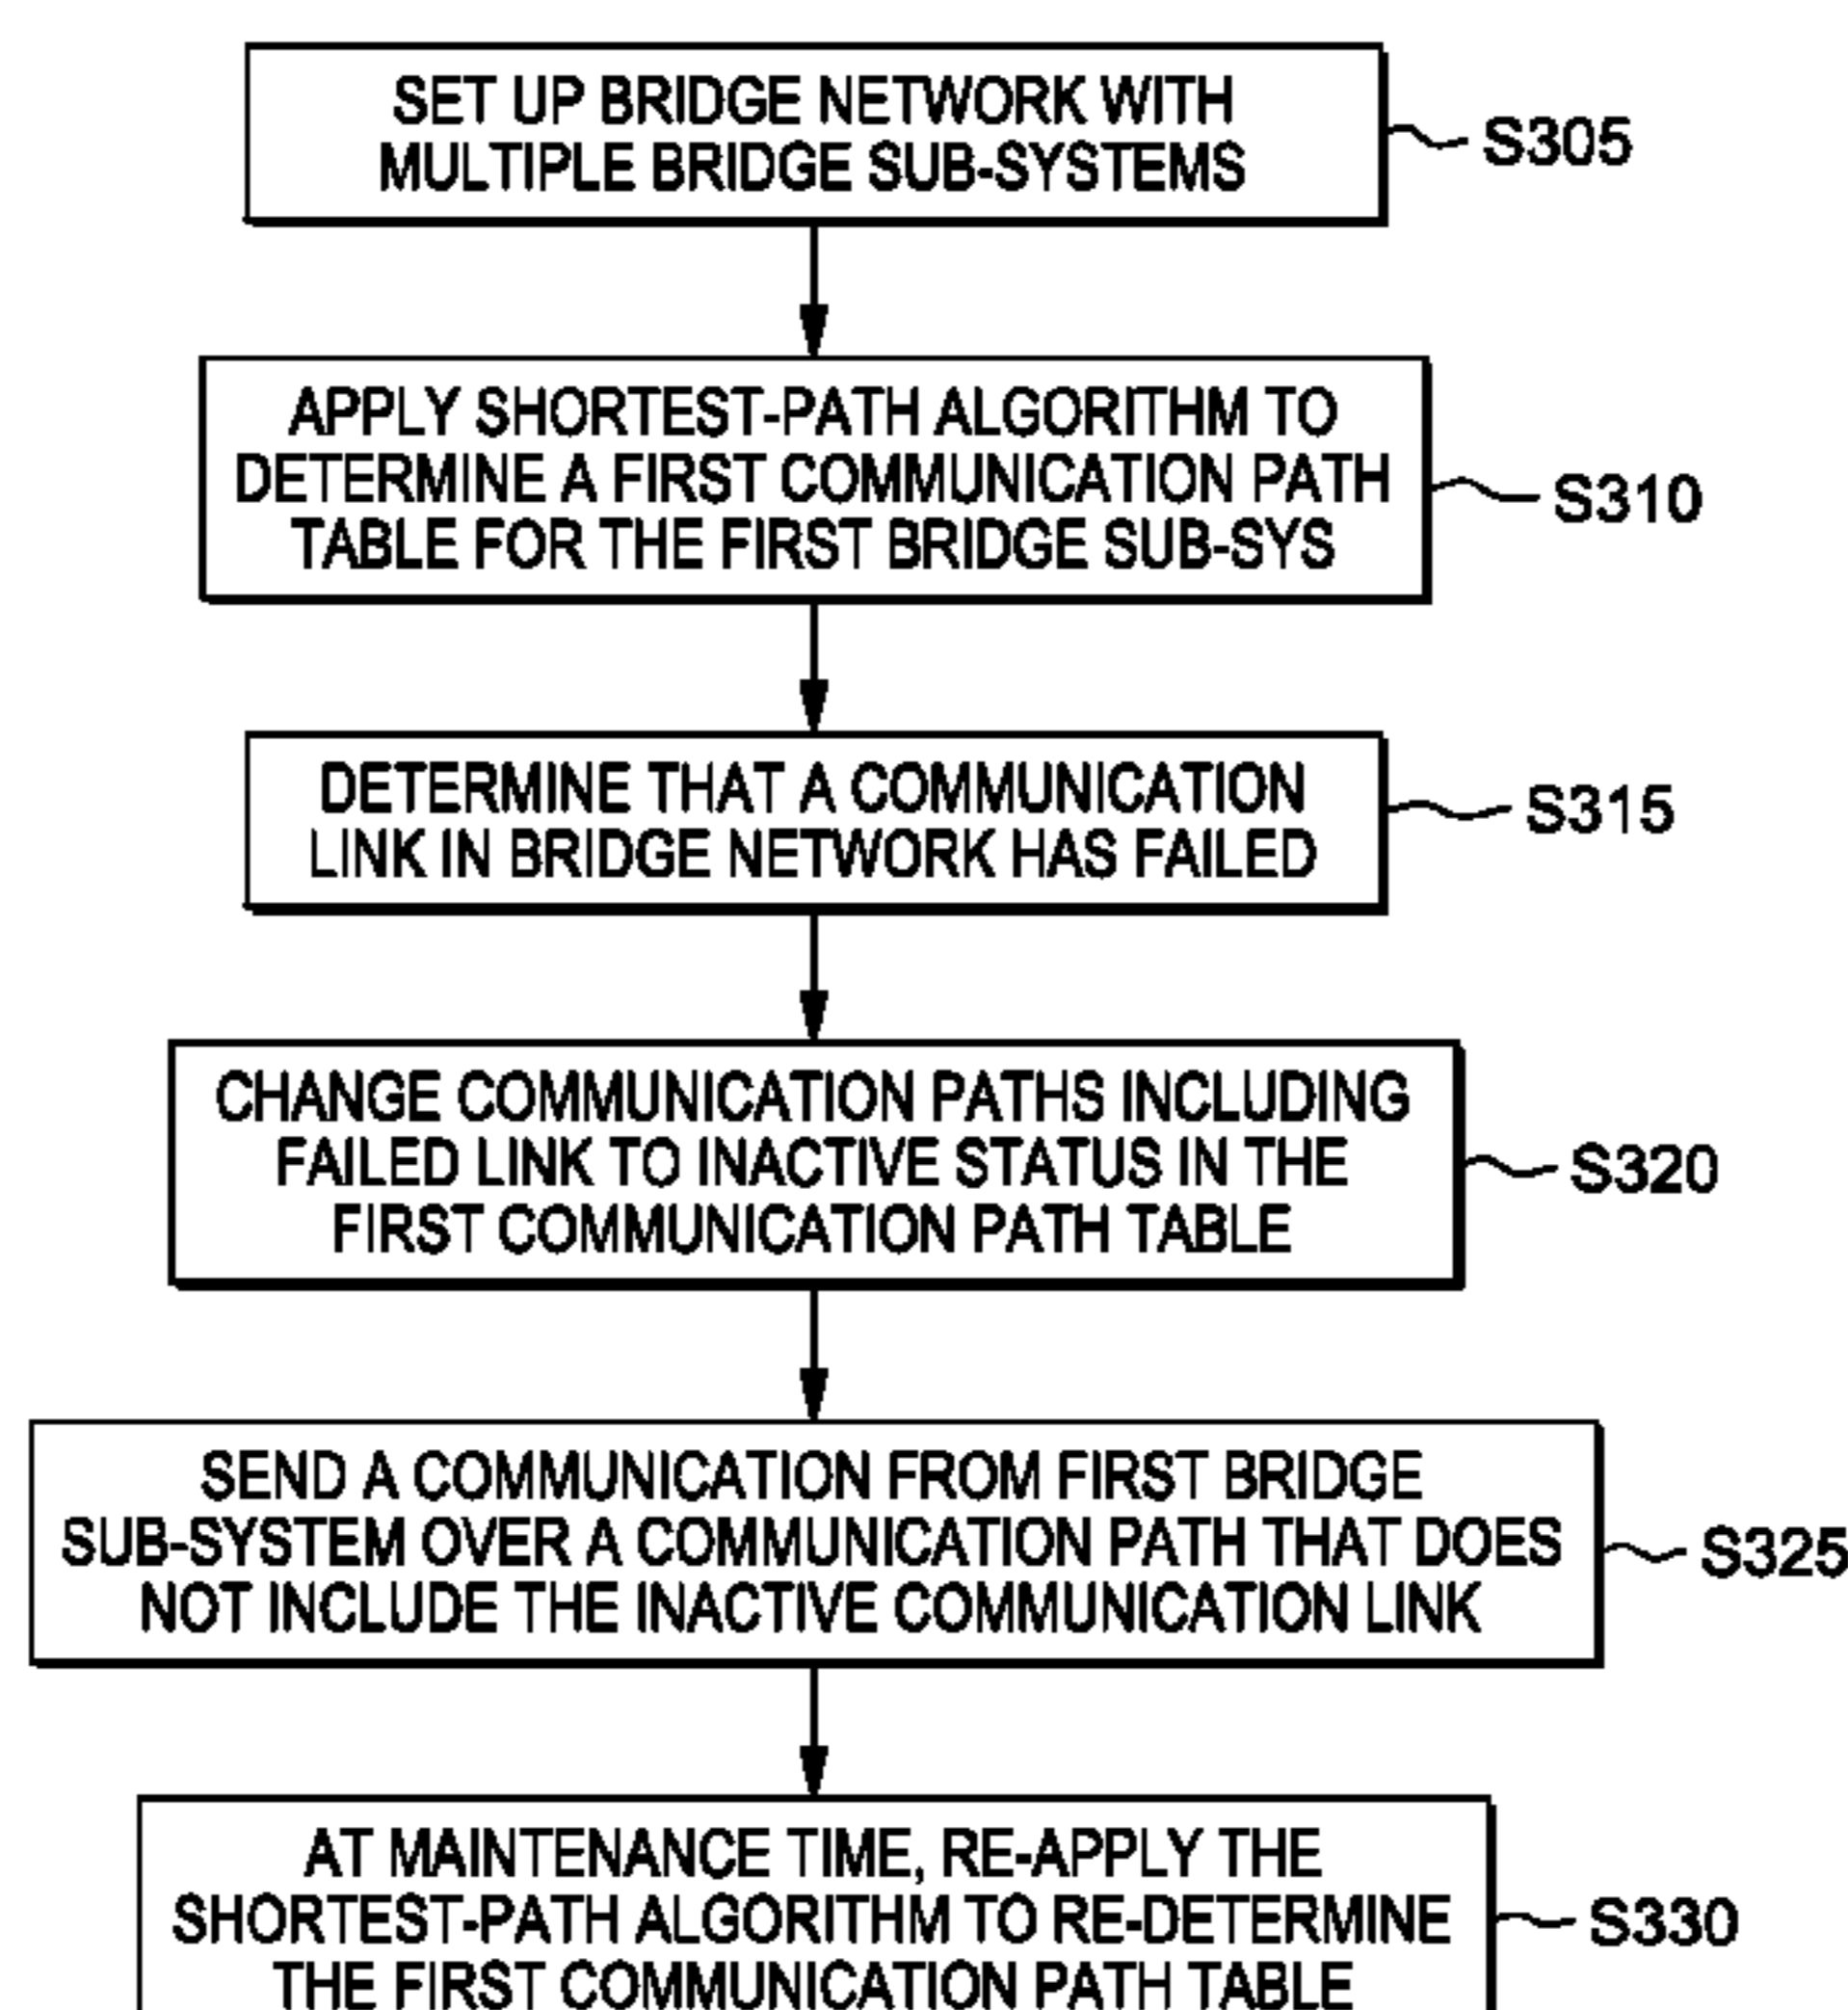 SET UP BRIDGE NETWORK WITH
MULTIPLE BRIDGE SUB-SYSTEMS
S305
APPLY SHORTEST-PATH ALGORITHM TO
DETERMINE A FIRST COMMUNICATION PATH
TABLE FOR THE FIRST BRIDGE SUB-SYS
S310
DETERMINE THAT A COMMUNICATION
LINK IN BRIDGE NETWORK HAS FAILED
S315
CHANGE COMMUNICATION PATHS INCLUDING
FAILED LINK TO INACTIVE STATUS IN THE
FIRST COMMUNICATION PATH TABLE
S320
SEND A COMMUNICATION FROM FIRST BRIDGE
SUB-SYSTEM OVER A COMMUNICATION PATH THAT DOES
NOT INCLUDE THE INACTIVE COMMUNICATION LINK
S325
AT MAINTENANCE TIME, RE-APPLY THE
SHORTEST-PATH ALGORITHM TO RE-DETERMINE
THE FIRST COMMUNICATION PATH TABLE
S330